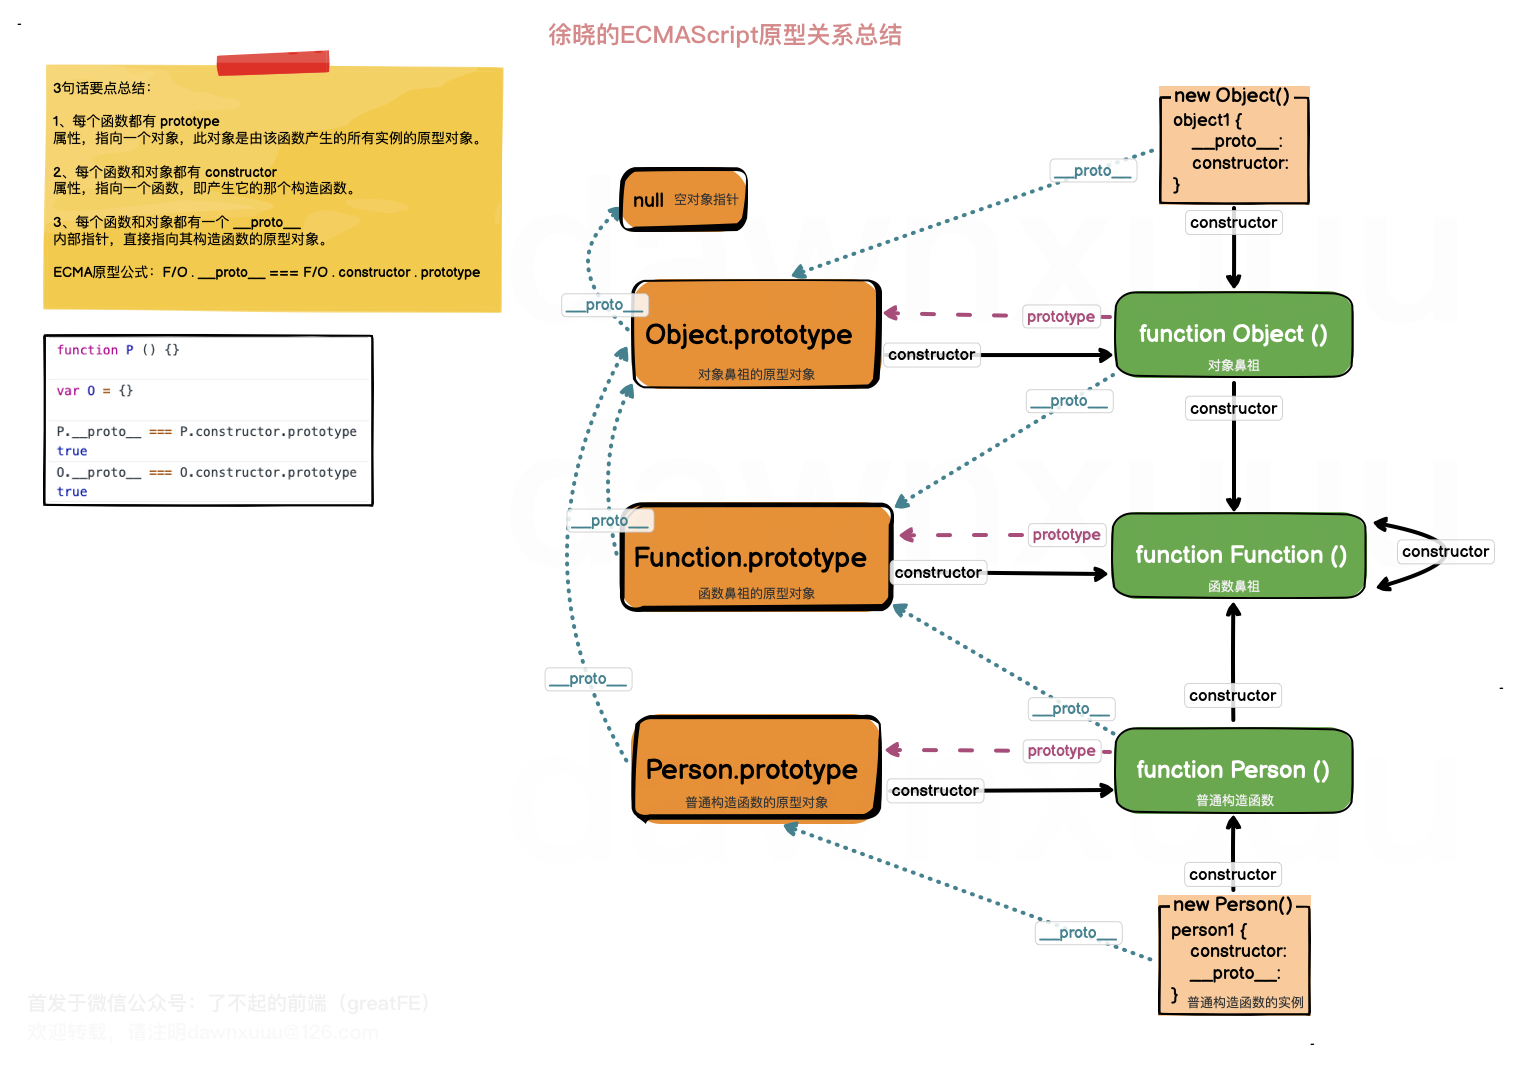 徐晓的ECMAScript原型关系总结
3句话要点总结：
1、每个函数都有 prototype
属性，指向一个对象，此对象是由该函数产生的所有实例的原型对象。
2、每个函数和对象都有 constructor
属性，指向一个函数，即产生它的那个构造函数。
3、每个函数和对象都有一个 __proto__
内部指针，直接指向其构造函数的原型对象。
ECMA原型公式：F/O . __proto__ === F/O . constructor . prototype
function P () {}
var O = {}
P.__proto__ === P.constructor.prototype
true
O.__proto__ === O.constructor.prototype
true
new Object()
object1 {
__proto__:
constructor:
}
__proto__
constructor
null 空对象指针
__proto__
Object.prototype
对象鼻祖的原型对象
prototype
constructor
function Object ()
对象鼻祖
__proto__
constructor
__proto__
Function.prototype
函数鼻祖的原型对象
prototype
constructor
function Function ()
函数鼻祖
constructor
__proto__
__proto__
constructor
Person.prototype
普通构造函数的原型对象
prototype
constructor
function Person ()
普通构造函数
constructor
__proto__
new Person()
person1 {
constructor:
__proto__:
}
普通构造函数的实例
首发于微信公众号：了不起的前端（greatFE）
欢迎转载，请注明dawnxuuu@126.com